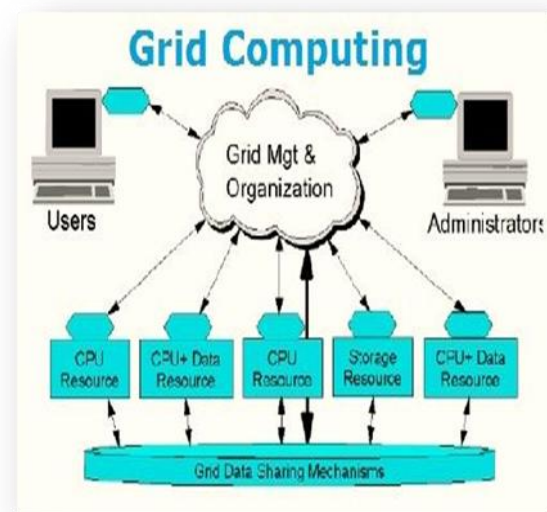 Grid Computing
Grid Mgt &
Organization
Users
Administrators
CPU
Resource
CPU+ Data
Resource
CPU
Resource
Storage
Resource
CPU+ Data
Resource
Grid Data Sharing Mechanisms